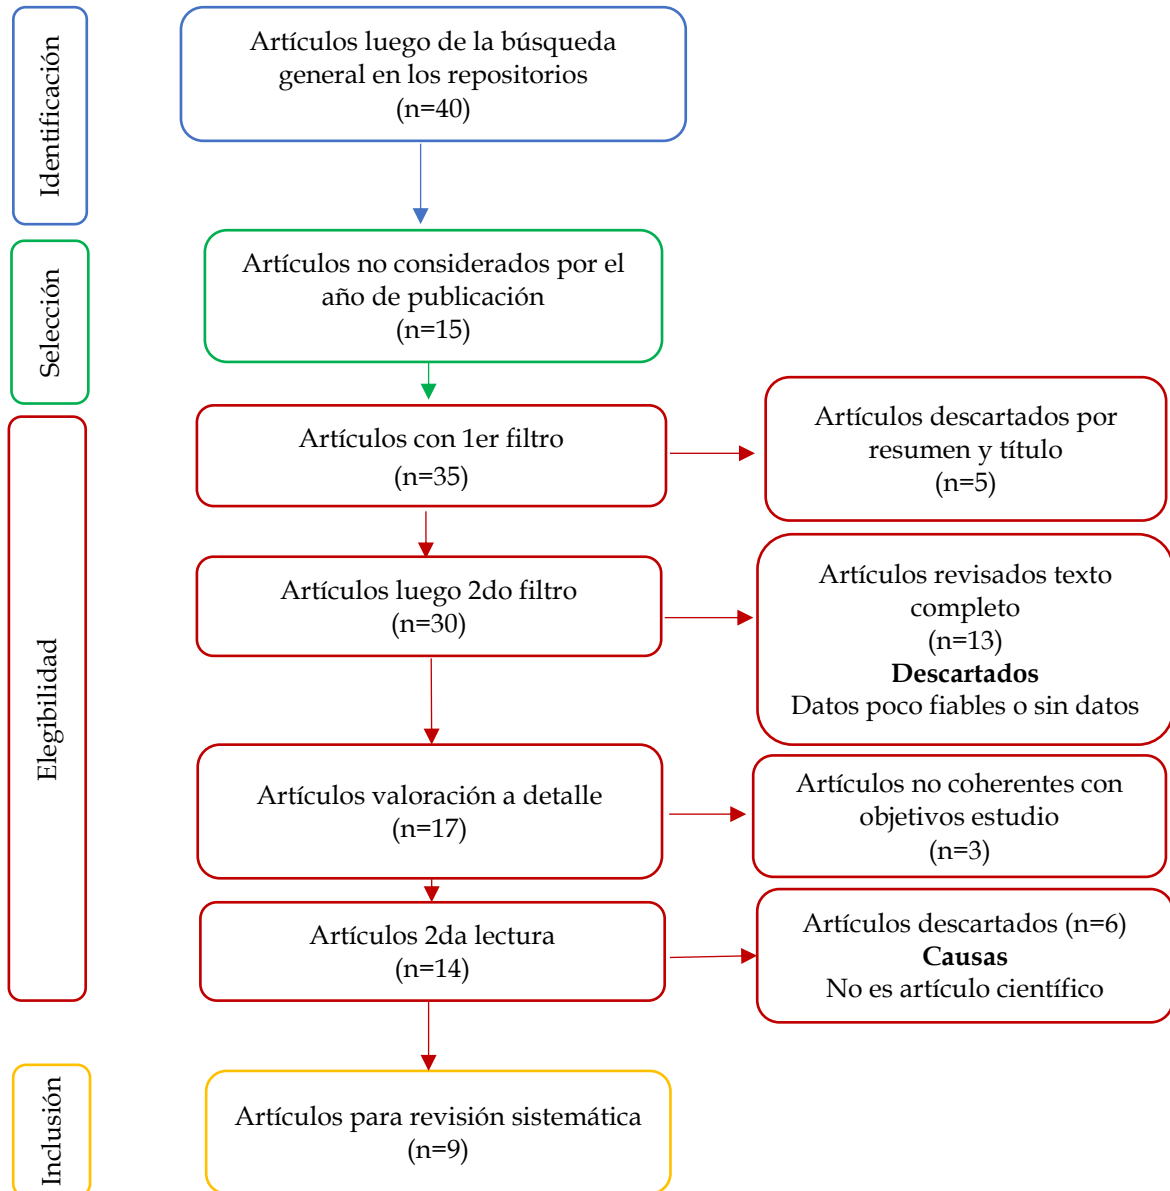 Identificación
Artículos luego de la búsqueda
general en los repositorios
(n=40)
Selección
Artículos no considerados por el
año de publicación
(n=15)
Elegibilidad
Artículos con 1er filtro
(n=35)
Artículos descartados por
resumen y título
(n=5)
Artículos luego 2do filtro
(n=30)
Artículos revisados texto
completo
(n=13)
Descartados
Datos poco fiables o sin datos
Artículos valoración a detalle
(n=17)
Artículos no coherentes con
objetivos estudio
(n=3)
Artículos 2da lectura
(n=14)
Artículos descartados (n=6)
Causas
No es artículo científico
Inclusión
Artículos para revisión sistemática
(n=9)